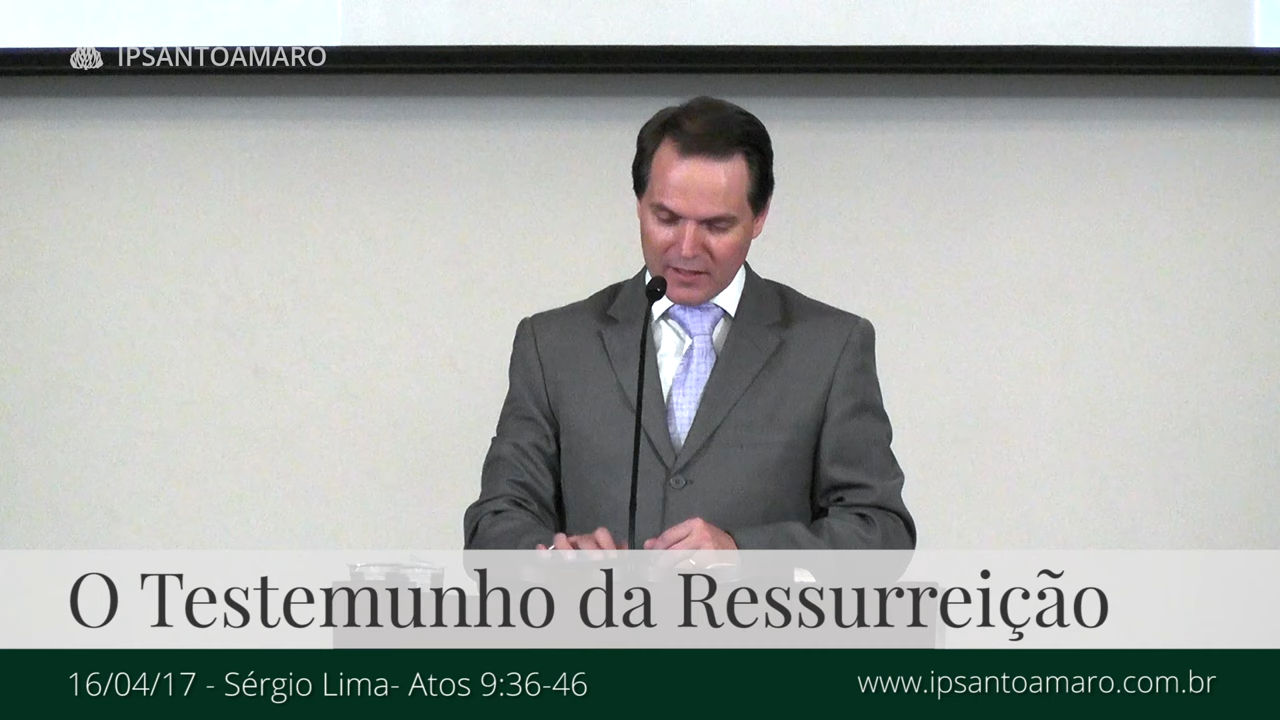 IPSANTOAMARO
O Testemunho da Ressurreição
16/04/17 - Sérgio Lima- Atos 9:36-46
www.ipsantoamaro.com.br